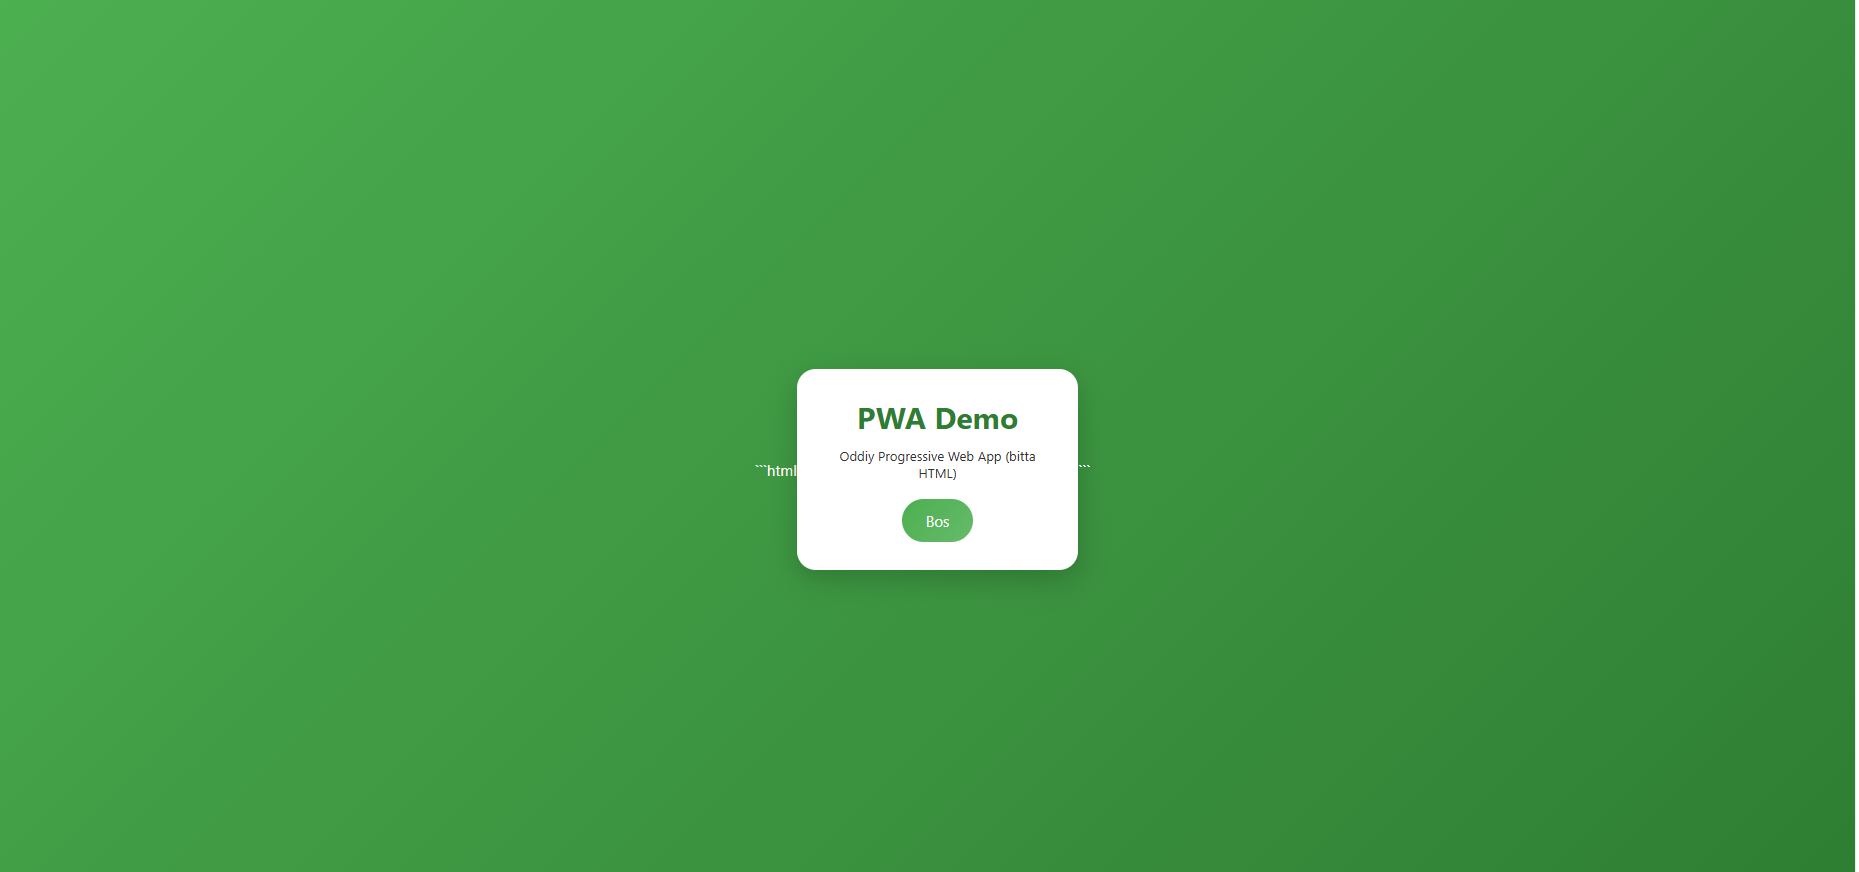 PWA Demo
Oddiy Progressive Web App (bitta
HTML)
```html
```
Bos